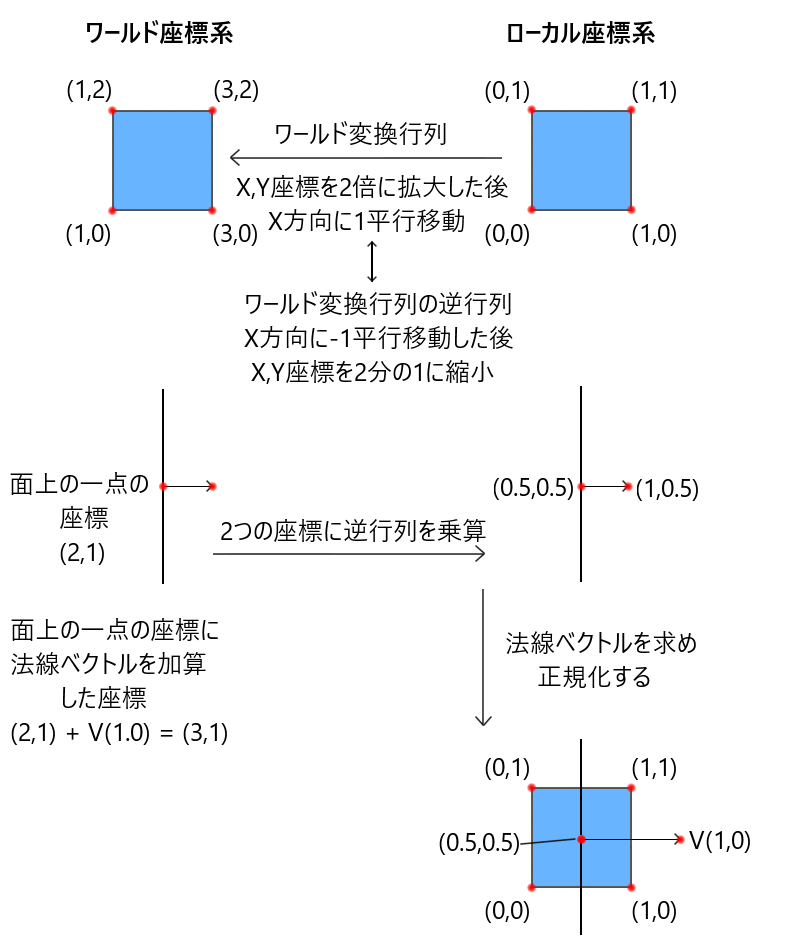 ワールド座標系
ローカル座標系
(1,2)
(3,2)
(0,1)
(1,1)
ワールド変換行列
X,Y座標を2倍に拡大した後
X方向に1平行移動
(1,0)
(3,0)
(0,0)
(1,0)
ワールド変換行列の逆行列
X方向に-1平行移動した後
X,Y座標を2分の1に縮小
面上の一点の
座標
(2,1)
(0.5,0.5)
(1,0.5)
2つの座標に逆行列を乗算
面上の一点の座標に
法線ベクトルを加算
した座標
(2,1) + V(1.0) = (3,1)
法線ベクトルを求め
正規化する
(0,1)
(1,1)
(0.5,0.5)
V(1,0)
(0,0)
(1,0)